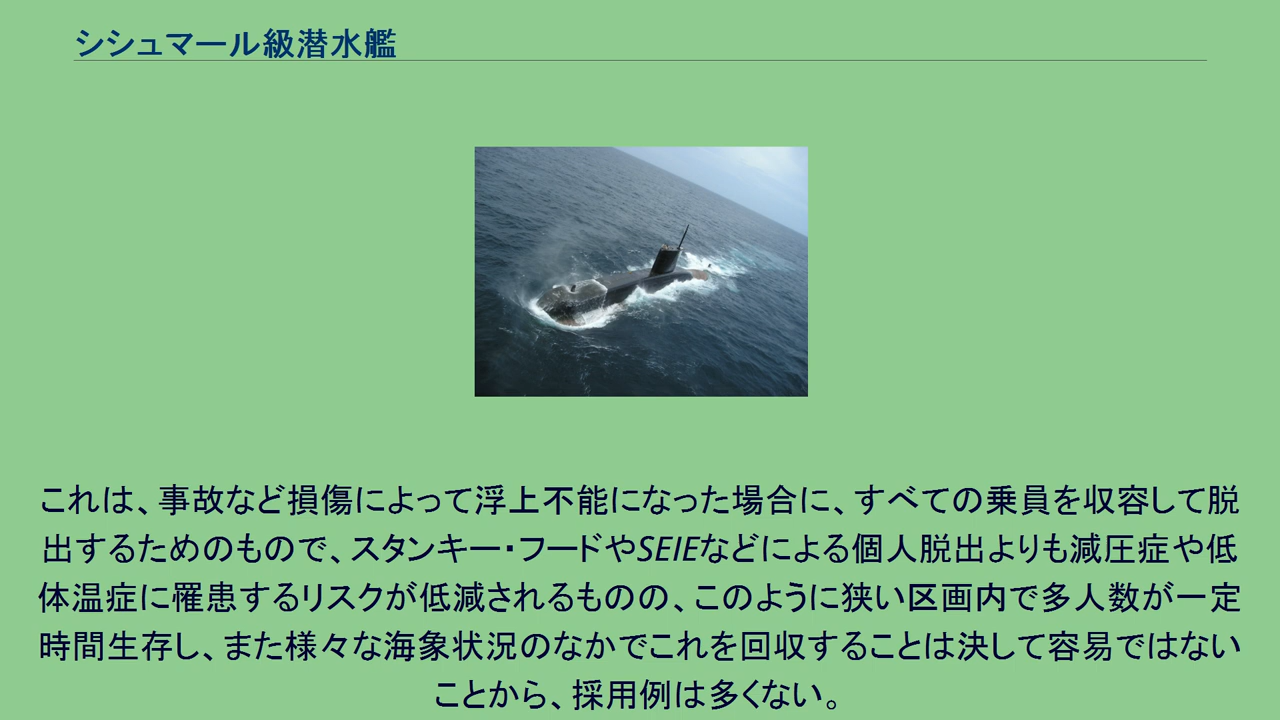 シシュマール級潜水艦
これは、事故など損傷によって浮上不能になった場合に、すべての乗員を収容して脱
出するためのもので、スタンキー・フードやSEIEなどによる個人脱出よりも減圧症や低
体温症に罹患するリスクが低減されるものの、このように狭い区画内で多人数が一定
時間生存し、また様々な海象状況のなかでこれを回収することは決して容易ではない
ことから、採用例は多くない。